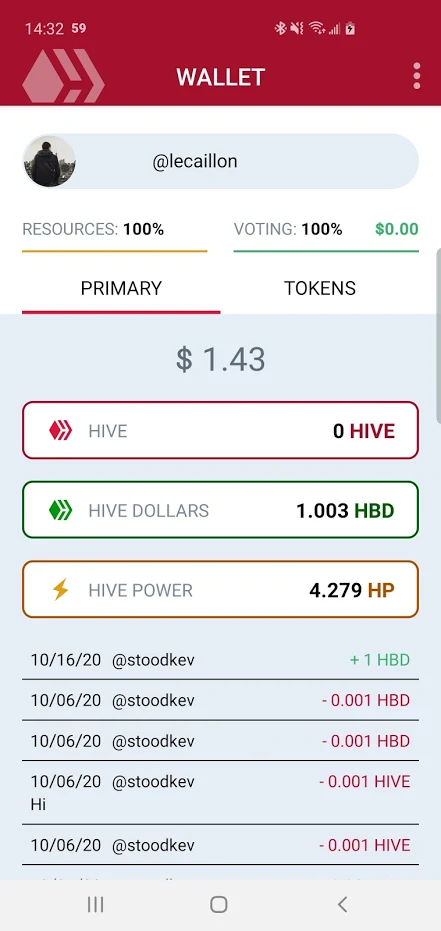 14:32 59
WALLET
@lecaillon
RESOURCES: 100% VOTING: 100% $0.00
PRIMARY TOKENS
$ 1.43
HIVE 0 HIVE
HIVE DOLLARS 1.003 HBD
HIVE POWER 4.279 HP
10/16/20 @stoodkev + 1 HBD
10/06/20 @stoodkev - 0.001 HBD
10/06/20 @stoodkev - 0.001 HBD
10/06/20 @stoodkev - 0.001 HIVE
Hi
10/06/20 @stoodkev - 0.001 HIVE